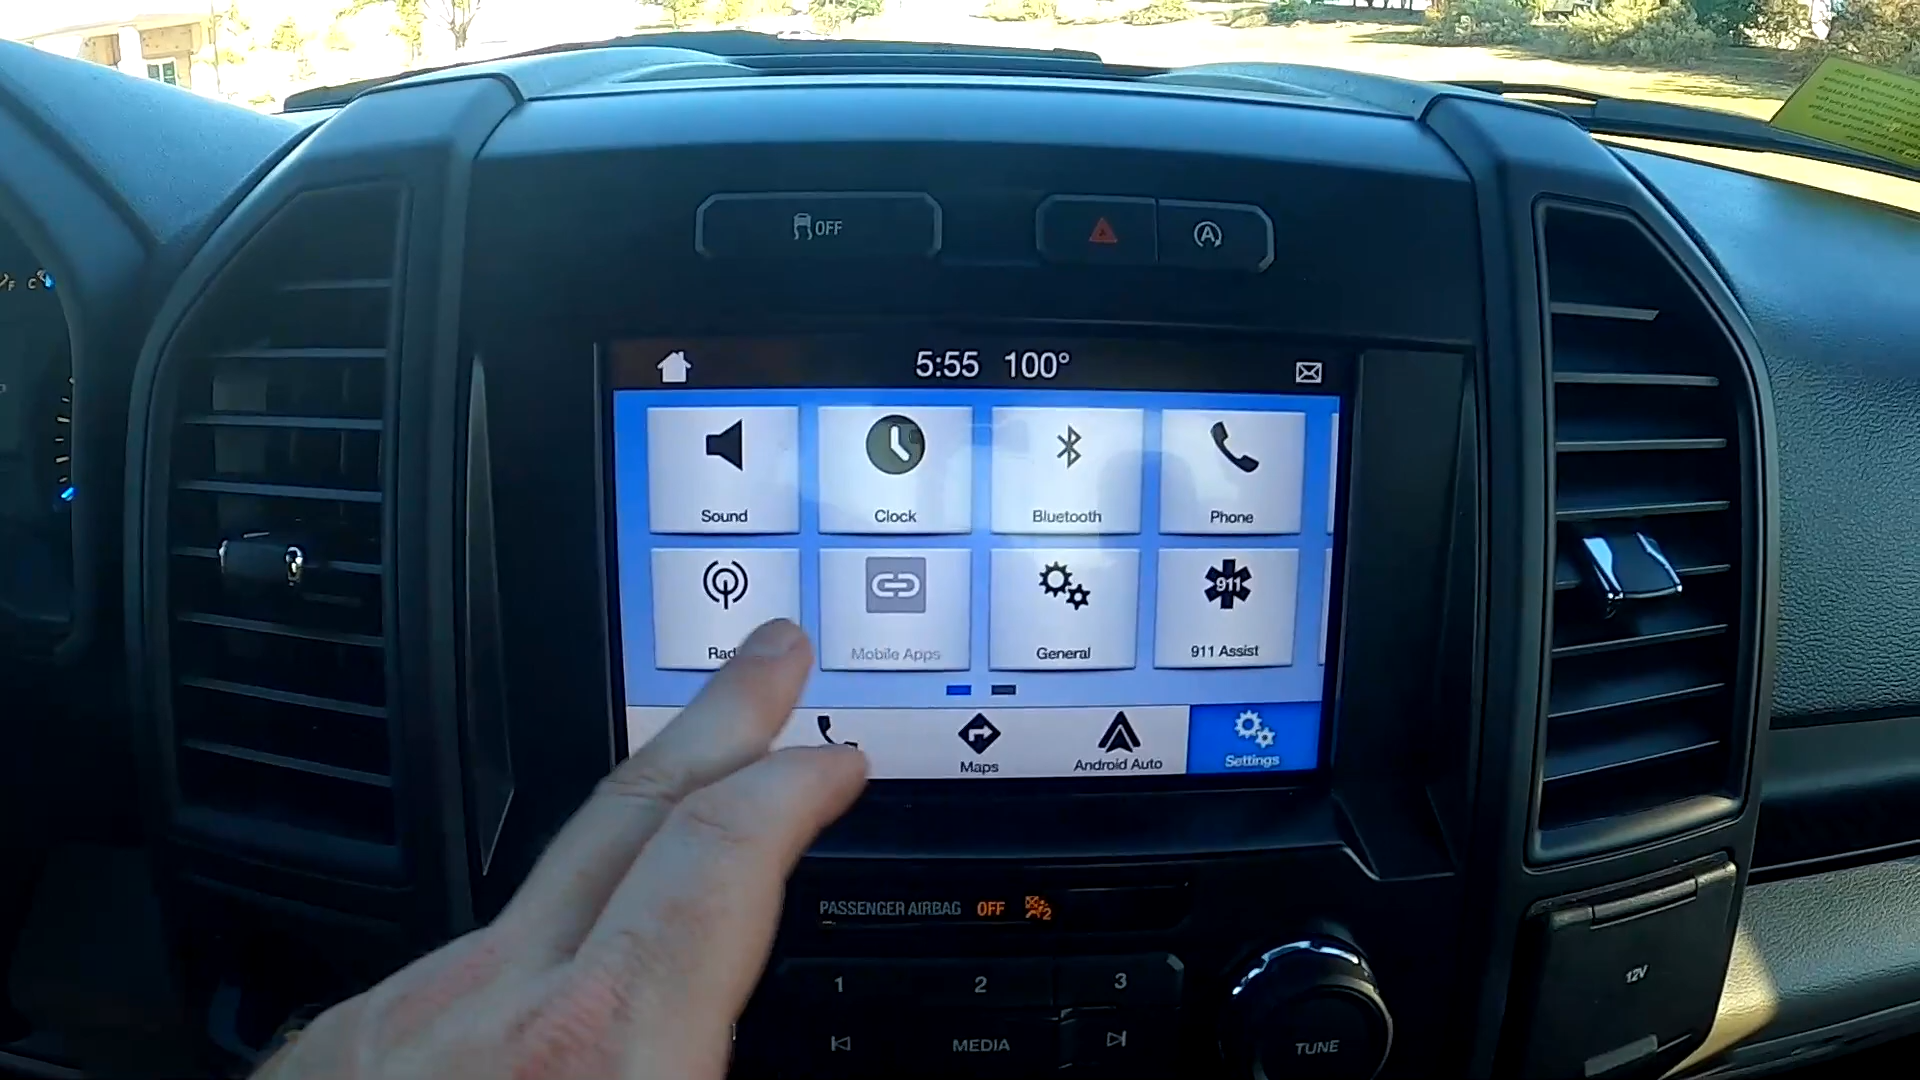 OFF
A
F C
5:55 100°
Sound Clock Bluetooth Phone
911
Mobile Apps General 911 Assist
Maps Android Auto Settings
PASSENGER AIRBAG OFF 2
1 2 3
12V
MEDIA TUNE